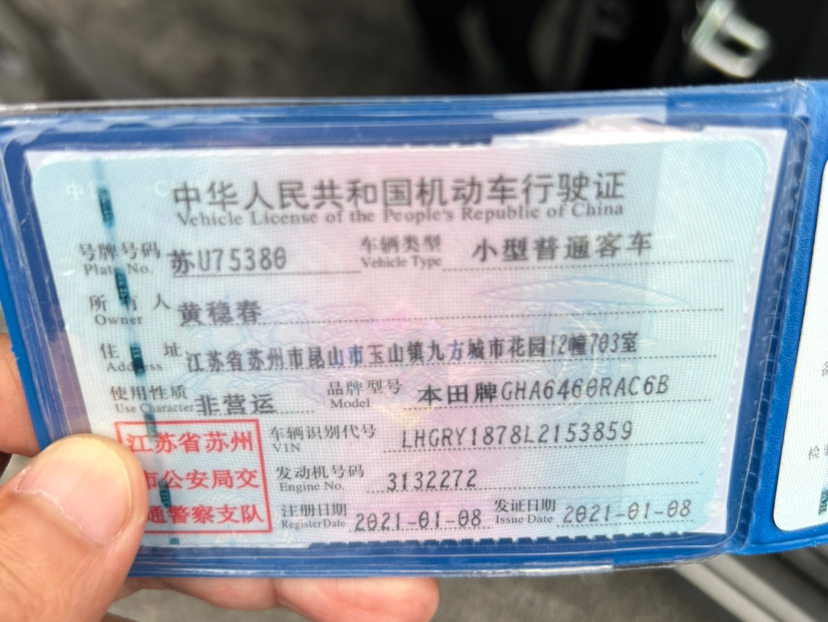 中华人民共和国机动车行驶证
Vehicle License of the People's Republic of China
号牌号码 苏U75380 车辆类型 小型普通客车
Plate No. Vehicle Type
所有人 黄稳春
Owner
住址 江苏省苏州市昆山市玉山镇九方城市花园12幢703室
Address
使用性质 非营运 品牌型号 本田牌GHA6460RAC6B
Use Character Model
江苏省苏州 车辆识别代号 LHGRY1878L2153859
VIN
市公安局交 发动机号码 3132272
Engine No.
通警察支队 注册日期 2021-01-08 发证日期 2021-01-08
Register Date Issue Date